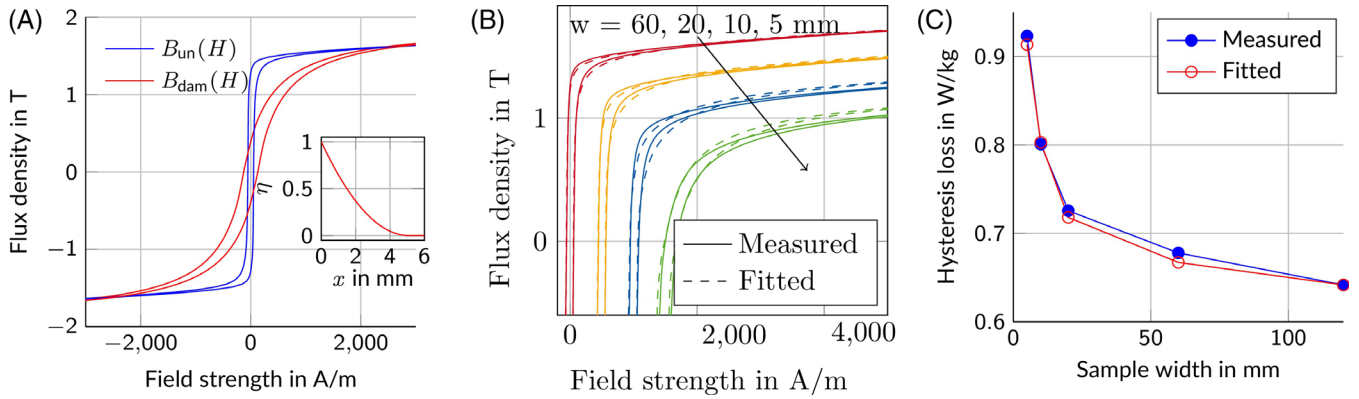 (A)
2
1
0
−1
−2
Flux density in T
B_un(H)
B_dam(H)
1
0.5
0
η
0 2 4 6
x in mm
−2,000 0 2,000
Field strength in A/m
(B)
w = 60, 20, 10, 5 mm
1
0
Flux density in T
Measured
Fitted
0 2,000 4,000
Field strength in A/m
(C)
0.9
0.8
0.7
0.6
Hysteresis loss in W/kg
Measured
Fitted
0 50 100
Sample width in mm